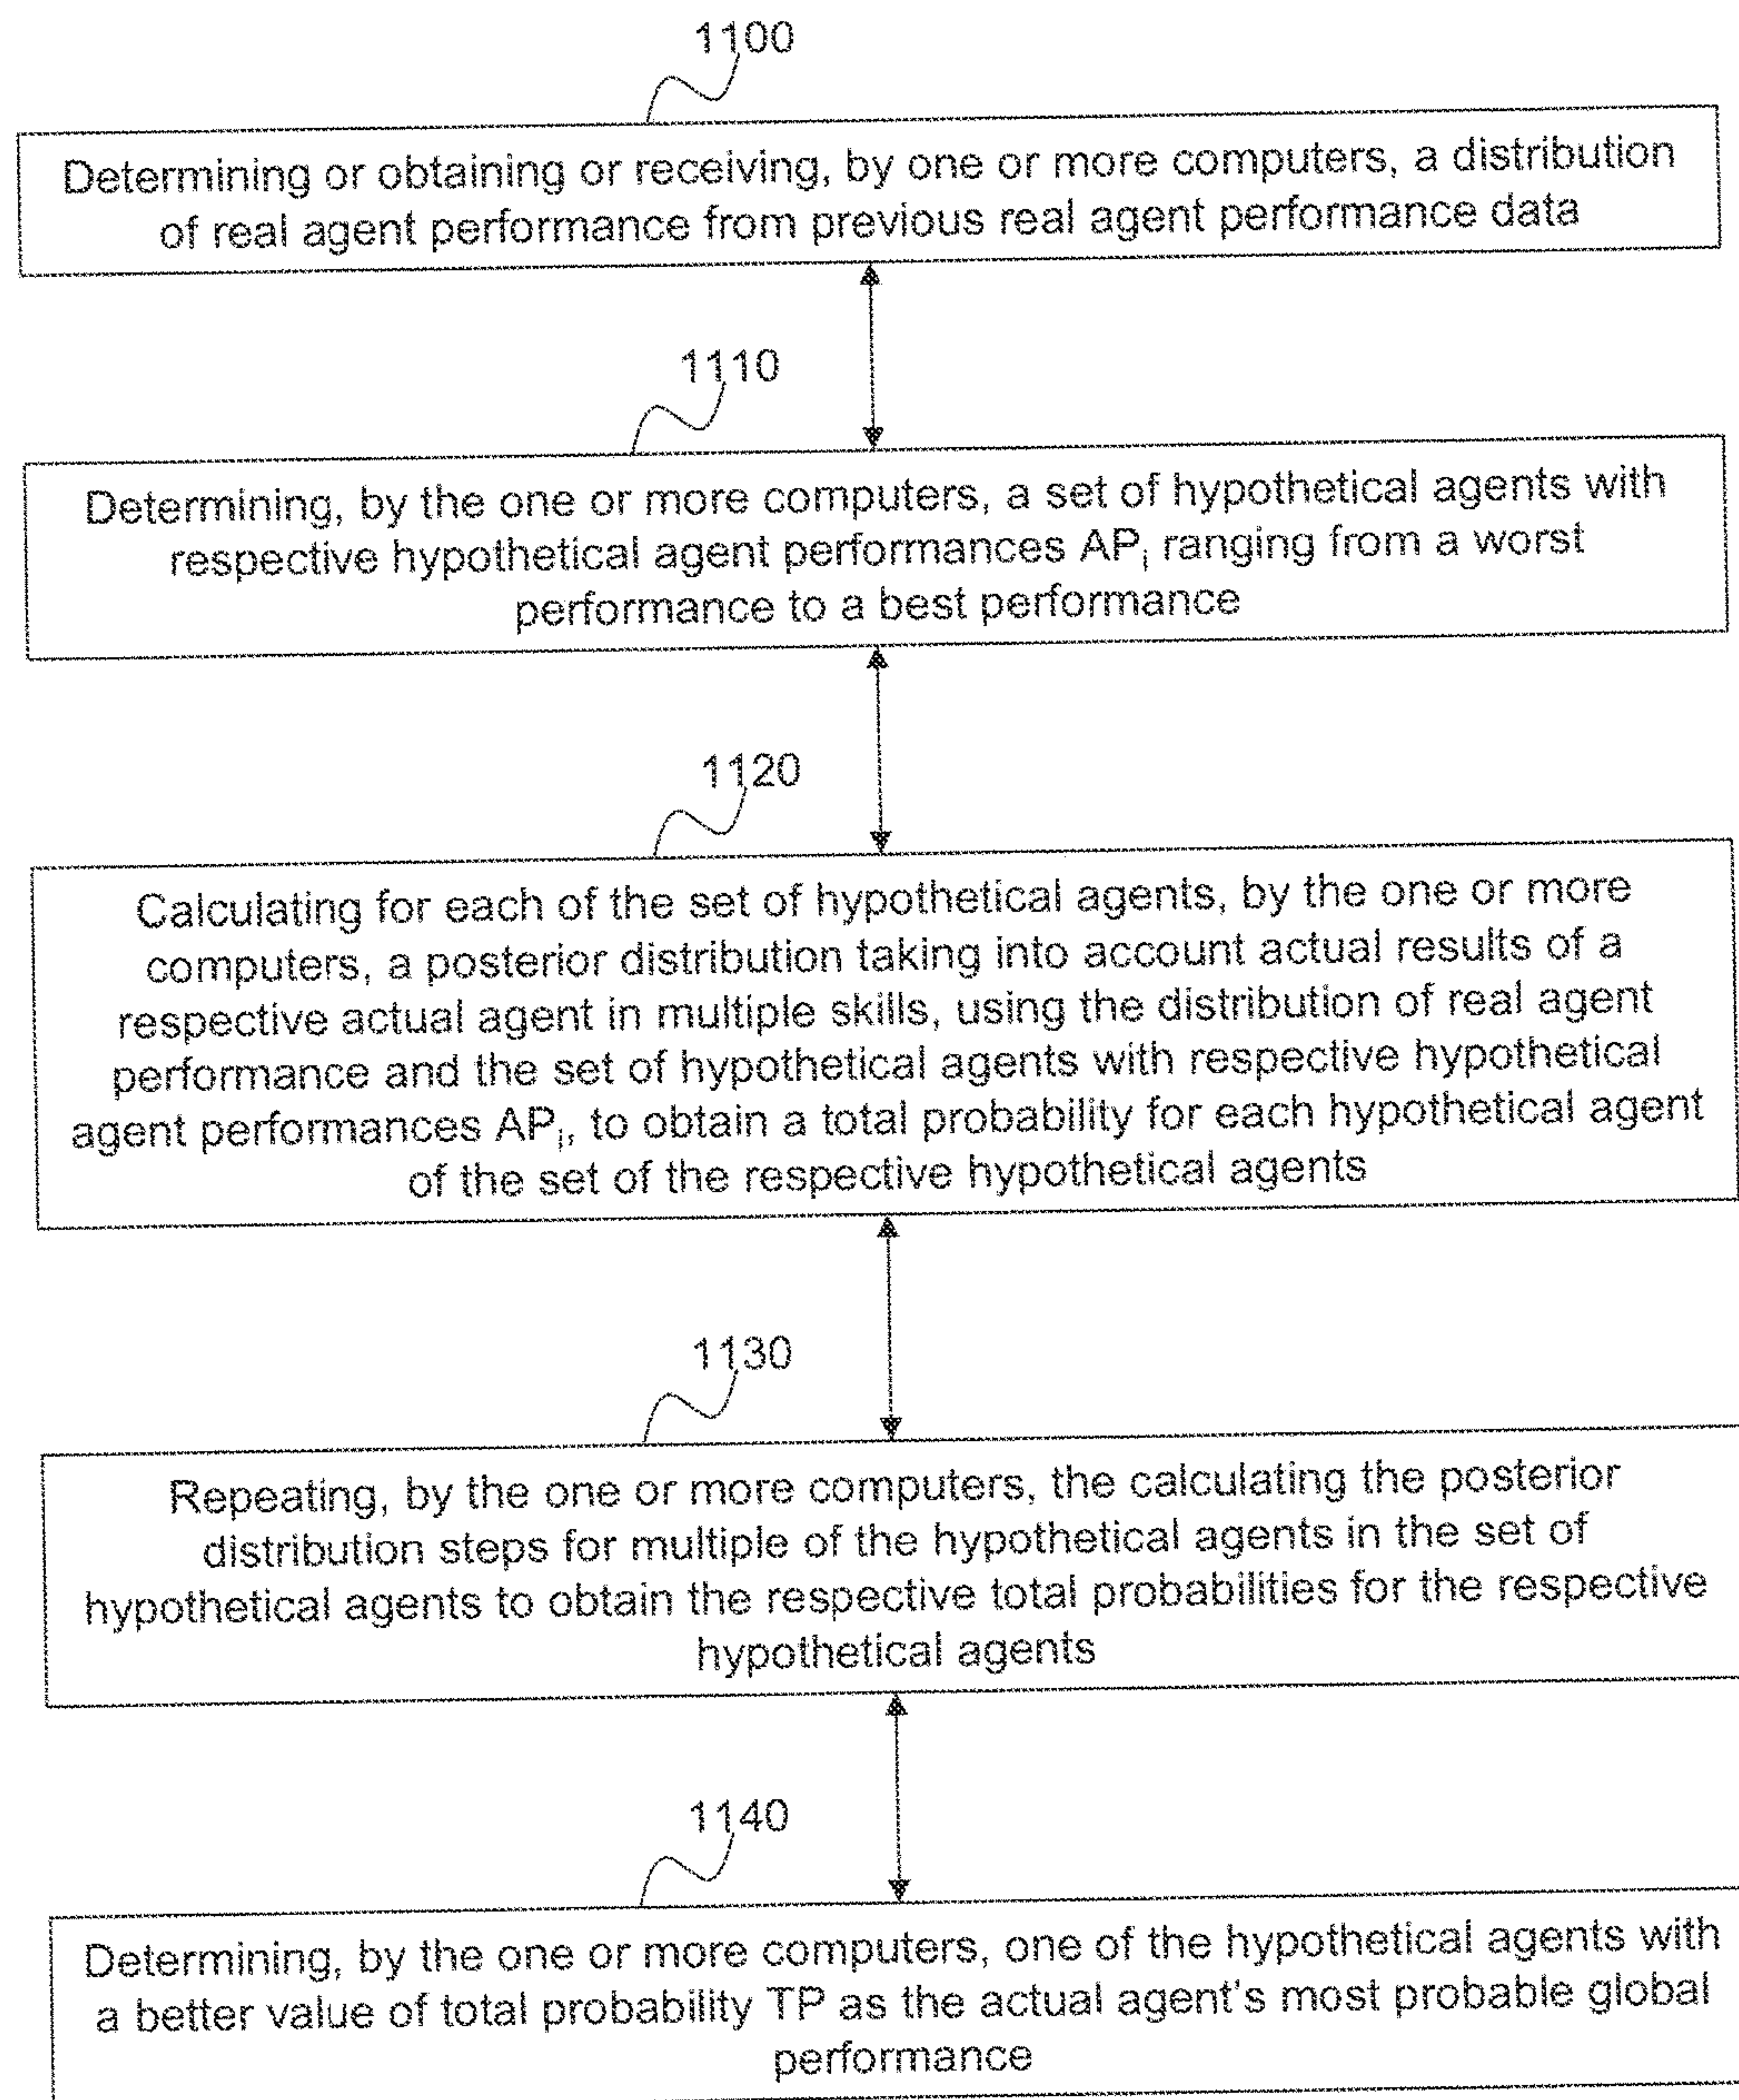 1100
Determining or obtaining or receiving, by one or more computers, a distribution
of real agent performance from previous real agent performance data
1110
Determining, by the one or more computers, a set of hypothetical agents with
respective hypothetical agent performances APi ranging from a worst
performance to a best performance
1120
Calculating for each of the set of hypothetical agents, by the one or more
computers, a posterior distribution taking into account actual results of a
respective actual agent in multiple skills, using the distribution of real agent
performance and the set of hypothetical agents with respective hypothetical
agent performances APi, to obtain a total probability for each hypothetical agent
of the set of the respective hypothetical agents
1130
Repeating, by the one or more computers, the calculating the posterior
distribution steps for multiple of the hypothetical agents in the set of
hypothetical agents to obtain the respective total probabilities for the respective
hypothetical agents
1140
Determining, by the one or more computers, one of the hypothetical agents with
a better value of total probability TP as the actual agent's most probable global
performance